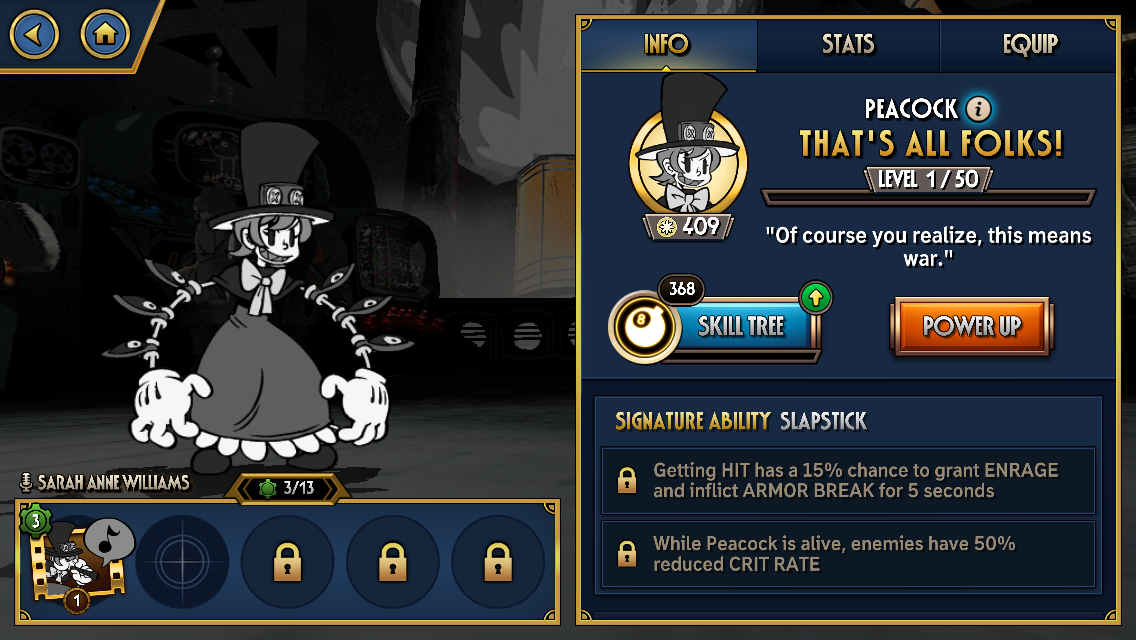 INFO
STATS
EQUIP
PEACOCK i
THAT'S ALL FOLKS!
LEVEL 1 / 50
409
"Of course you realize, this means
war."
368
8
SKILL TREE
POWER UP
SIGNATURE ABILITY SLAPSTICK
Getting HIT has a 15% chance to grant ENRAGE
and inflict ARMOR BREAK for 5 seconds
While Peacock is alive, enemies have 50%
reduced CRIT RATE
SARAH ANNE WILLIAMS
3/13
3
1